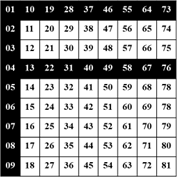 01 10 19 28 37 46 55 64 73
02 11 20 29 38 47 56 65 74
03 12 21 30 39 48 57 66 75
04 13 22 31 40 49 58 67 76
05 14 23 32 41 50 59 68 77
06 15 24 33 42 51 60 69 78
07 16 25 34 43 52 61 70 79
08 17 26 35 44 53 62 71 80
09 18 27 36 45 54 63 72 81